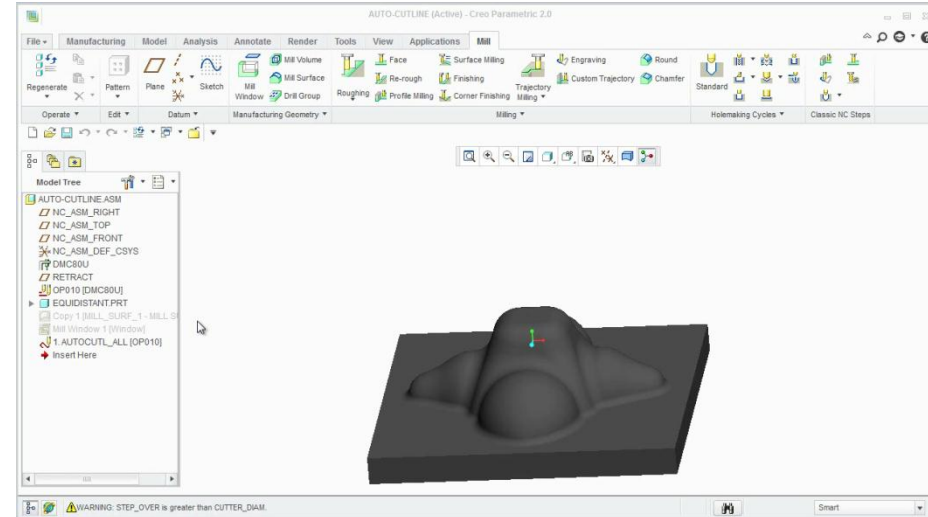 AUTO-CUTLINE (Active) - Creo Parametric 2.0
File Manufacturing Model Analysis Annotate Render Tools View Applications Mill
Regenerate
Pattern
Plane
Sketch
Mill Window
Mill Volume
Mill Surface
Drill Group
Roughing
Face
Re-rough
Profile Milling
Surface Milling
Finishing
Corner Finishing
Trajectory Milling
Engraving
Custom Trajectory
Round
Chamfer
Standard
Operate Edit Datum Manufacturing Geometry Milling Holemaking Cycles Classic NC Steps
Model Tree
AUTO-CUTLINE.ASM
NC_ASM_RIGHT
NC_ASM_TOP
NC_ASM_FRONT
NC_ASM_DEF_CSYS
DMC80U
RETRACT
OP010 [DMC80U]
EQUIDISTANT.PRT
Copy 1 [MILL_SURF_1 - MILL S
Mill Window 1 [Window]
1. AUTOCUTL_ALL [OP010]
Insert Here
WARNING: STEP_OVER is greater than CUTTER_DIAM.
Smart